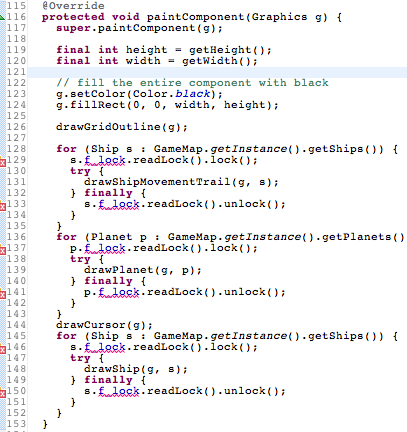 115 @Override
116 protected void paintComponent(Graphics g) {
117 super.paintComponent(g);
118
119 final int height = getHeight();
120 final int width = getWidth();
121
122 // fill the entire component with black
123 g.setColor(Color.black);
124 g.fillRect(0, 0, width, height);
125
126 drawGridOutline(g);
127
128 for (Ship s : GameMap.getInstance().getShips()) {
129 s.f_lock.readLock().lock();
130 try {
131 drawShipMovementTrail(g, s);
132 } finally {
133 s.f_lock.readLock().unlock();
134 }
135 }
136 for (Planet p : GameMap.getInstance().getPlanets()
137 p.f_lock.readLock().lock();
138 try {
139 drawPlanet(g, p);
140 } finally {
141 p.f_lock.readLock().unlock();
142 }
143 }
144 drawCursor(g);
145 for (Ship s : GameMap.getInstance().getShips()) {
146 s.f_lock.readLock().lock();
147 try {
148 drawShip(g, s);
149 } finally {
150 s.f_lock.readLock().unlock();
151 }
152 }
153 }